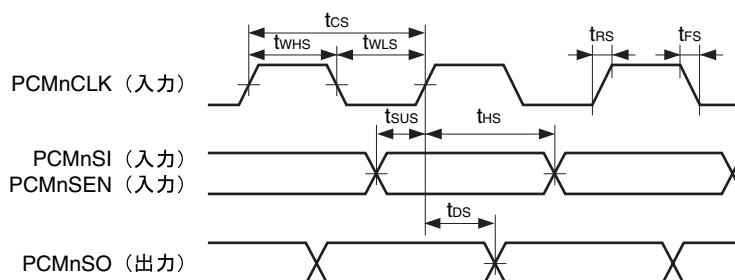 tCS
tWHS tWLS tRS tFS
PCMnCLK（入力）
tSUS tHS
PCMnSI（入力）
PCMnSEN（入力）
tDS
PCMnSO（出力）